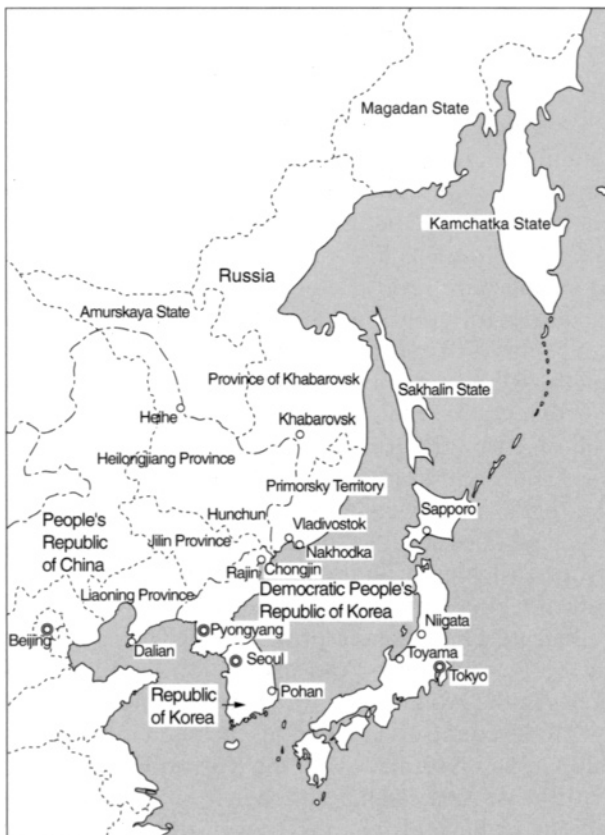 Magadan State
Kamchatka State
Russia
Amurskaya State
Province of Khabarovsk
Sakhalin State
Heihe
Khabarovsk
Heilongjiang Province
Primorsky Territory
Sapporo
Hunchun
People's
Republic
of China
Vladivostok
Jilin Province
Nakhodka
Rajini
Chongjin
Democratic People's
Republic of Korea
Liaoning Province
Niigata
Beijing
Pyongyang
Dalian
Seoul
Toyama
Tokyo
Republic
of Korea
Pohan